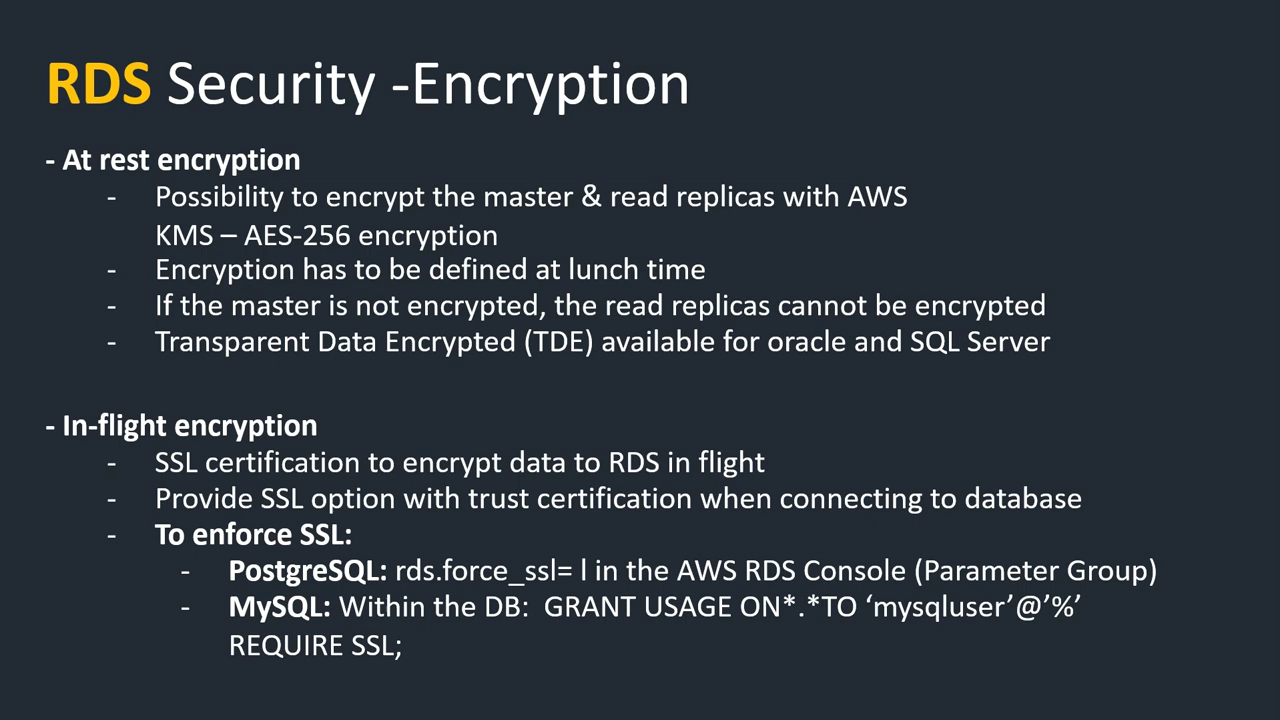 RDS Security -Encryption
- At rest encryption
- Possibility to encrypt the master & read replicas with AWS
KMS – AES-256 encryption
- Encryption has to be defined at lunch time
- If the master is not encrypted, the read replicas cannot be encrypted
- Transparent Data Encrypted (TDE) available for oracle and SQL Server
- In-flight encryption
- SSL certification to encrypt data to RDS in flight
- Provide SSL option with trust certification when connecting to database
- To enforce SSL:
- PostgreSQL: rds.force_ssl= l in the AWS RDS Console (Parameter Group)
- MySQL: Within the DB: GRANT USAGE ON*.*TO ‘mysqluser’@’%’
REQUIRE SSL;